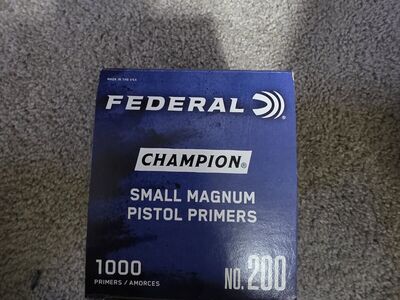 MADE IN THE USA
FEDERAL
CHAMPION®
SMALL MAGNUM
PISTOL PRIMERS
1000
PRIMERS / AMORCES
NO. 200